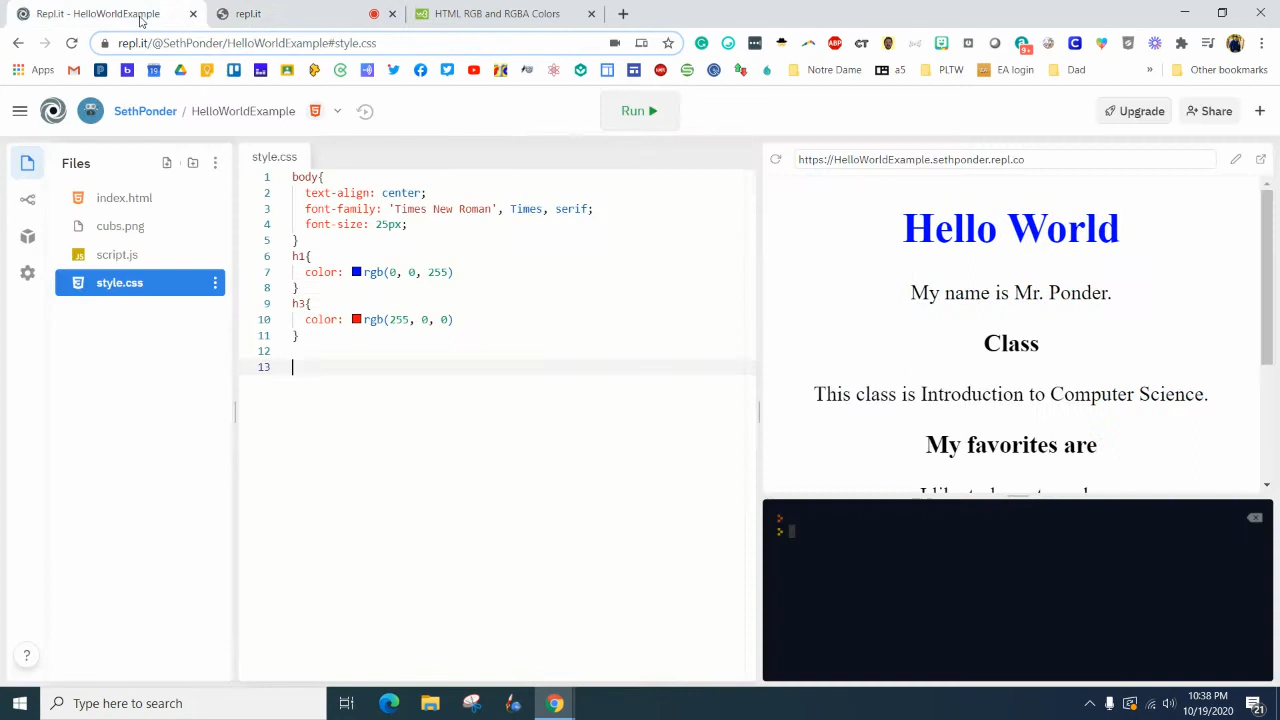 Repl.it - HelloWorldExample
repl.it
HTML RGB and RGBA Colors
repl.it/@SethPonder/HelloWorldExample#style.css
Apps
Notre Dame
a5
PLTW
EA login
Dad
»
Other bookmarks
SethPonder / HelloWorldExample
Run
Upgrade
Share
Files
index.html
cubs.png
script.js
style.css
style.css
1 body{
2 text-align: center;
3 font-family: 'Times New Roman', Times, serif;
4 font-size: 25px;
5 }
6 h1{
7 color: rgb(0, 0, 255)
8 }
9 h3{
10 color: rgb(255, 0, 0)
11 }
12
13
https://HelloWorldExample.sethponder.repl.co
Hello World
My name is Mr. Ponder.
Class
This class is Introduction to Computer Science.
My favorites are
?
Type here to search
10:38 PM
10/19/2020
21